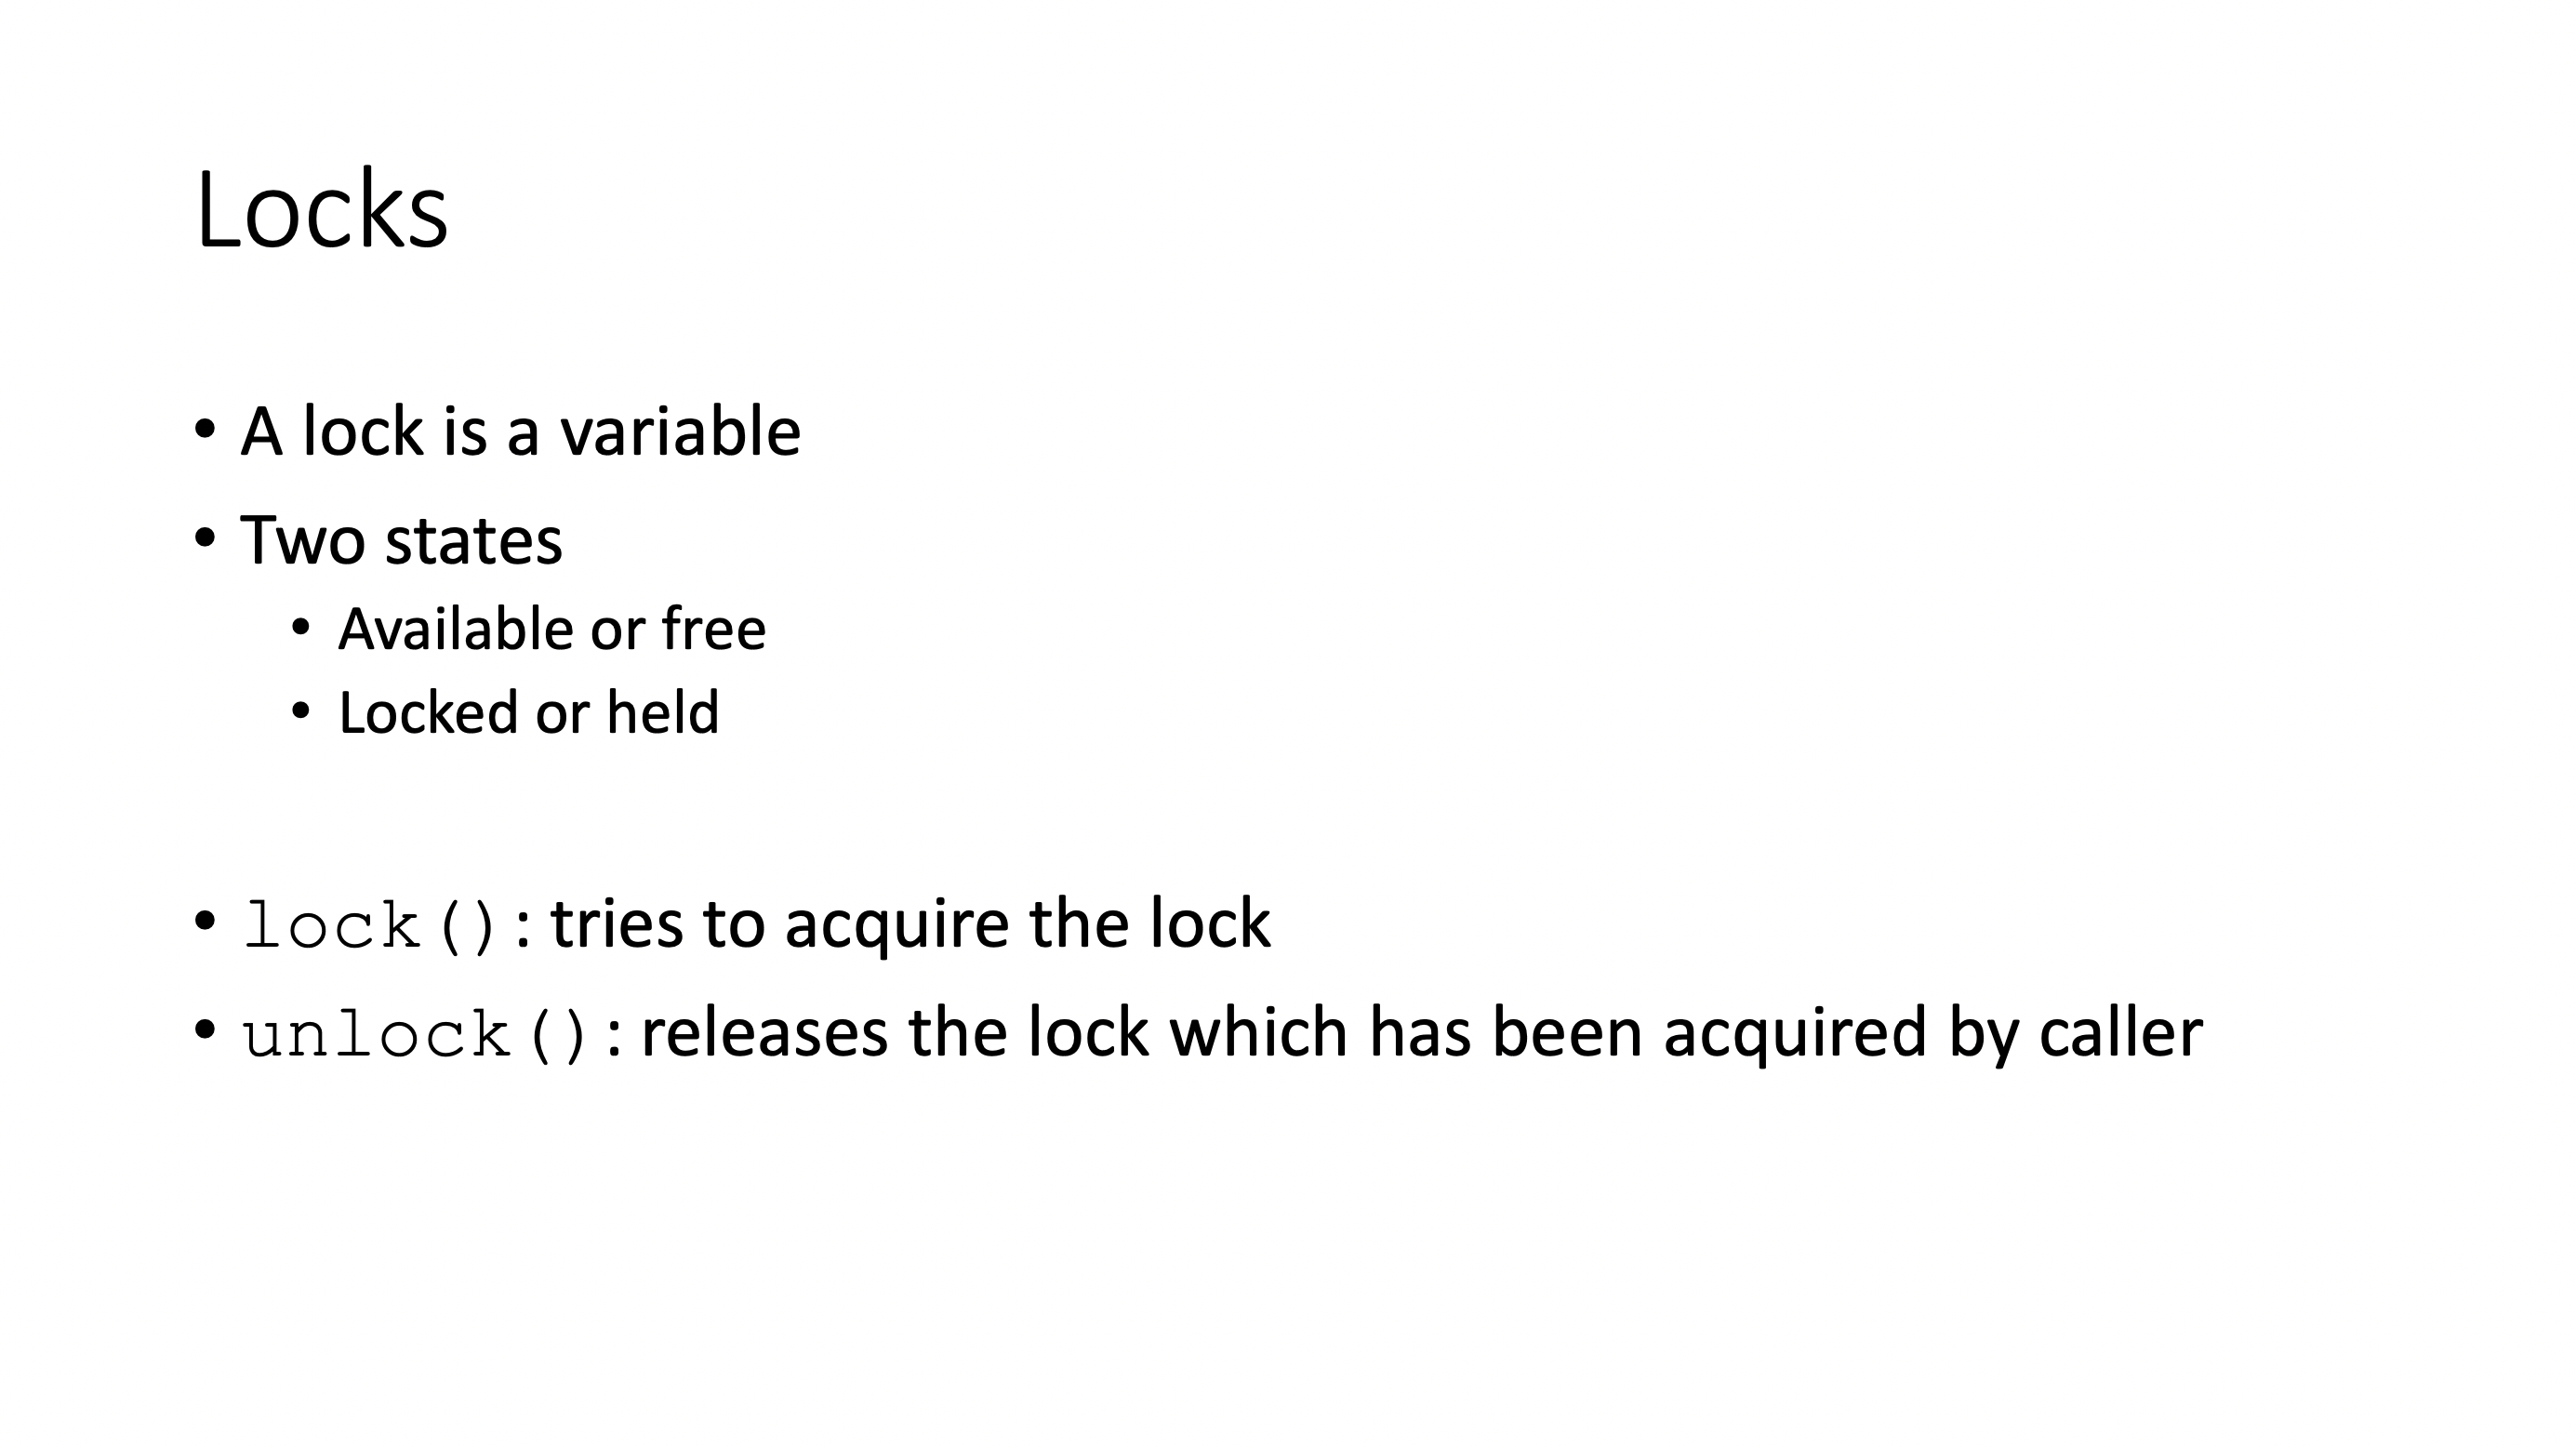 Locks
• A lock is a variable
• Two states
• Available or free
• Locked or held
• lock(): tries to acquire the lock
• unlock(): releases the lock which has been acquired by caller